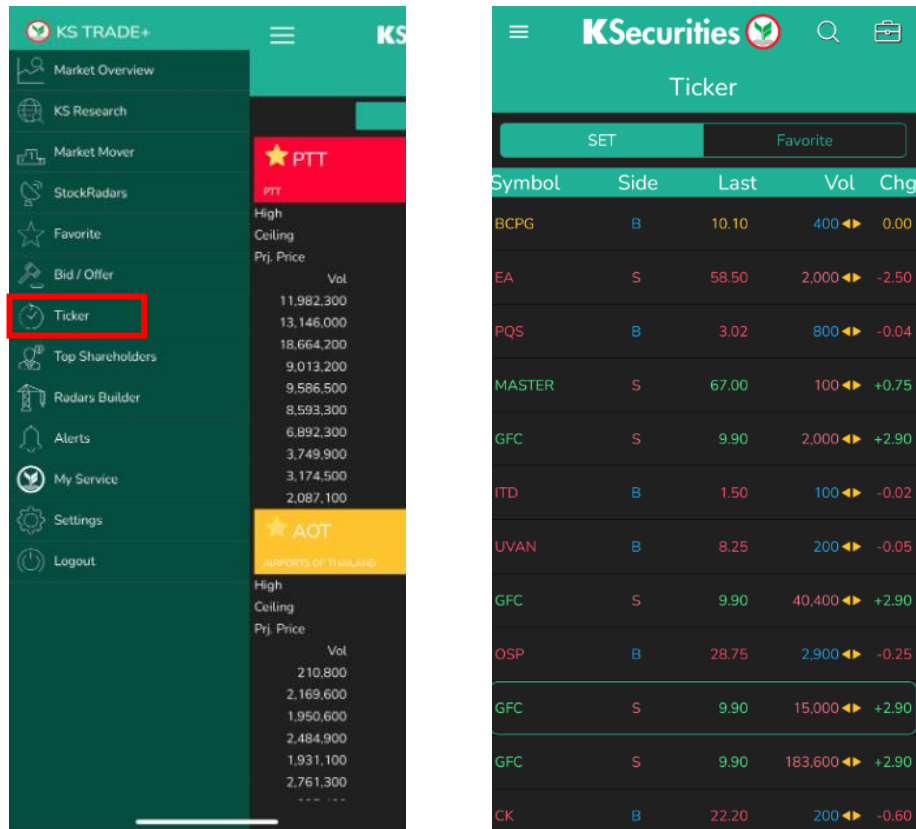 KS TRADE+
Market Overview
KS Research
Market Mover
StockRadars
Favorite
Bid / Offer
Ticker
Top Shareholders
Radars Builder
Alerts
My Service
Settings
Logout
KS
PTT
PTT
High
Ceiling
Prj. Price
Vol
11,982,300
13,146,000
18,664,200
9,013,200
9,586,500
8,593,300
6,892,300
3,749,900
3,174,500
2,087,100
AOT
AIRPORTS OF THAILAND
High
Ceiling
Prj. Price
Vol
210,800
2,169,600
1,950,600
2,484,900
1,931,100
2,761,300
KSecurities
Ticker
SET Favorite
Symbol Side Last Vol Chg
BCPG B 10.10 400 0.00
EA S 58.50 2,000 -2.50
PQS B 3.02 800 -0.04
MASTER S 67.00 100 +0.75
GFC S 9.90 2,000 +2.90
ITD B 1.50 100 -0.02
UVAN B 8.25 200 -0.05
GFC S 9.90 40,400 +2.90
OSP B 28.75 2,900 -0.25
GFC S 9.90 15,000 +2.90
GFC S 9.90 183,600 +2.90
CK B 22.20 200 -0.60